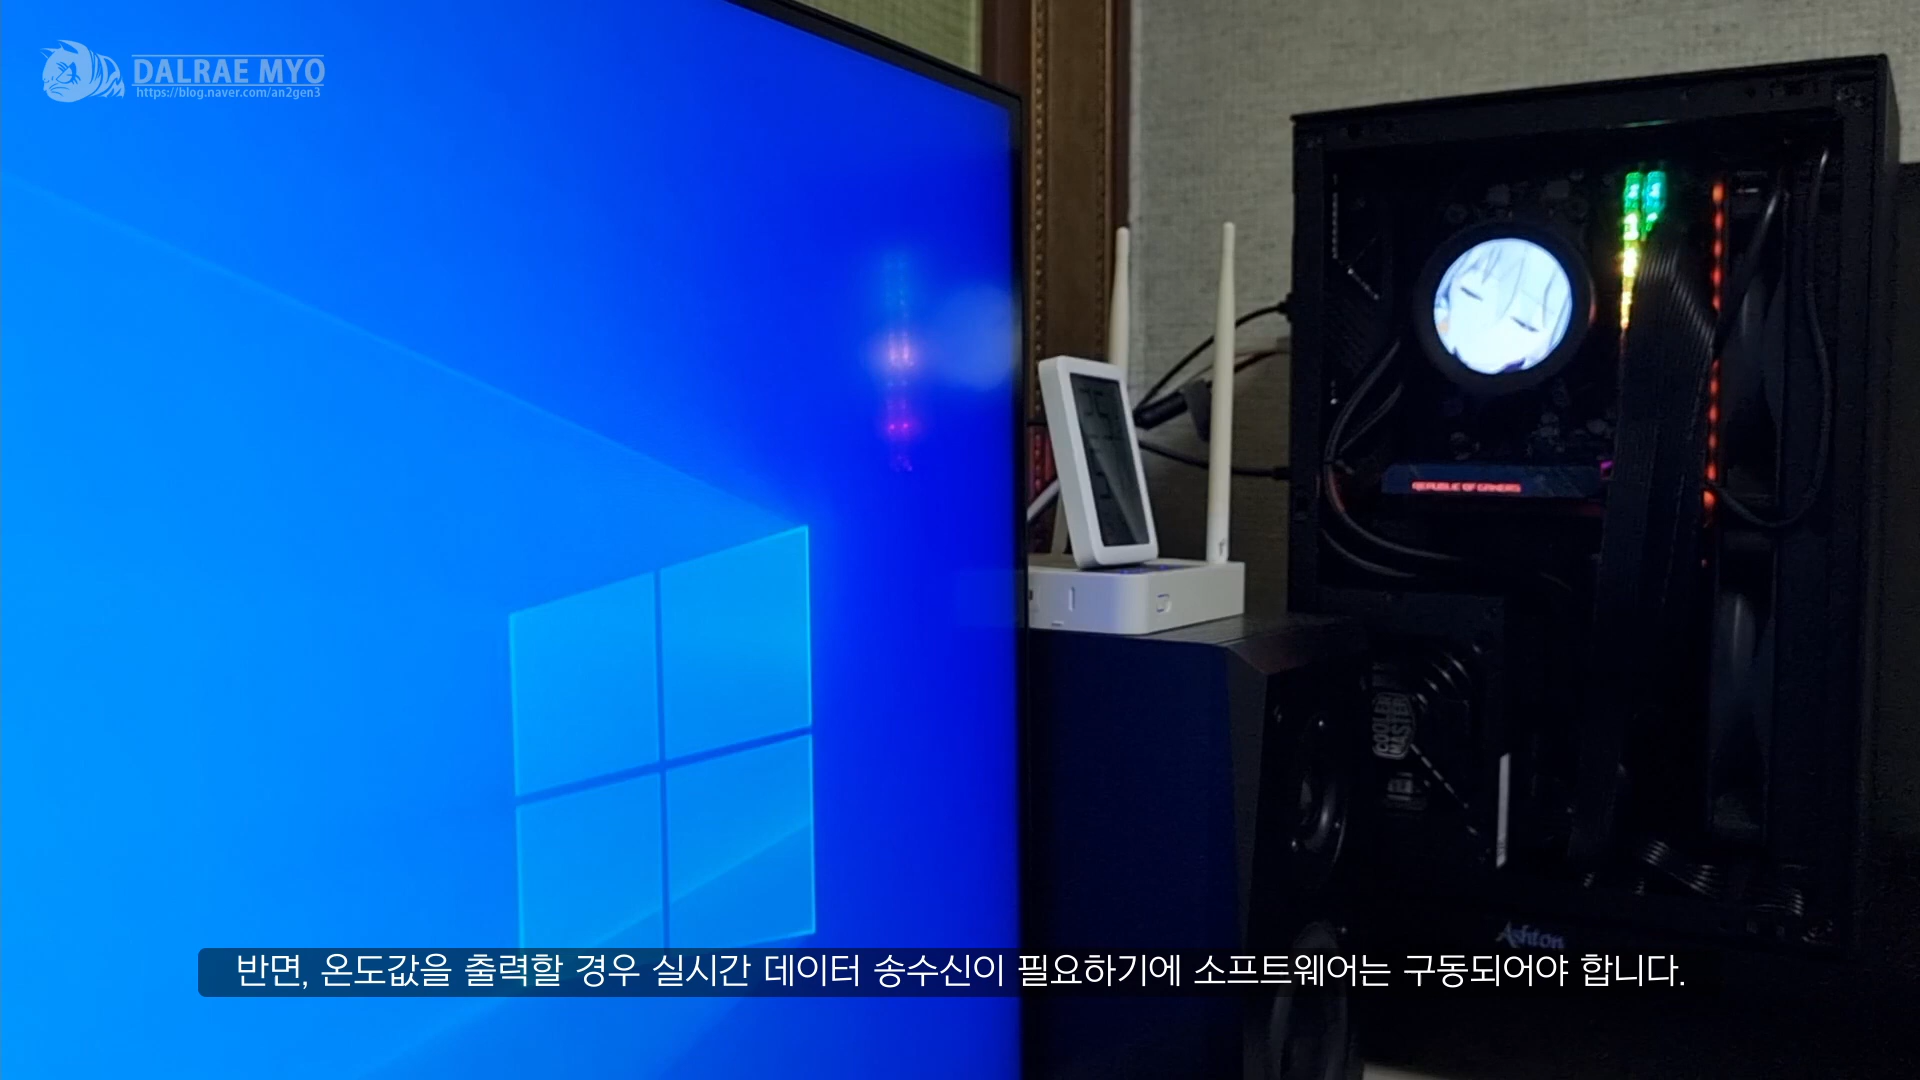 DALRAE MYO
https://blog.naver.com/an2gen3
REPUBLIC OF GAMERS
COOLER
MASTER
Ashton
반면, 온도값을 출력할 경우 실시간 데이터 송수신이 필요하기에 소프트웨어는 구동되어야 합니다.